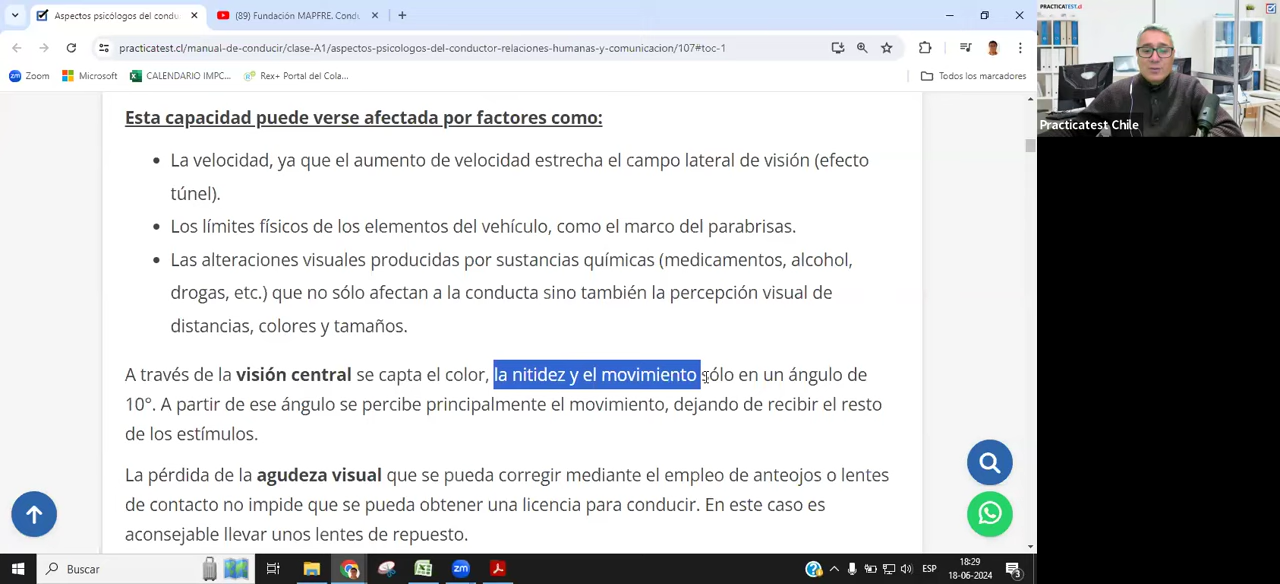 Aspectos psicólogos del condu
(89) Fundación MAPFRE.
practicatest.cl/manual-de-conducir/clase-A1/aspectos-psicologos-del-conductor-relaciones-humanas-y-comunicacion/107#toc-1
Zoom
Microsoft
CALENDARIO IMPC...
Rex+ Portal del Cola...
Todos los marcadores
PRACTICATEST.cl
Practicatest Chile
Esta capacidad puede verse afectada por factores como:
La velocidad, ya que el aumento de velocidad estrecha el campo lateral de visión (efecto
túnel).
Los límites físicos de los elementos del vehículo, como el marco del parabrisas.
Las alteraciones visuales producidas por sustancias químicas (medicamentos, alcohol,
drogas, etc.) que no sólo afectan a la conducta sino también la percepción visual de
distancias, colores y tamaños.
A través de la visión central se capta el color, la nitidez y el movimiento sólo en un ángulo de
10°. A partir de ese ángulo se percibe principalmente el movimiento, dejando de recibir el resto
de los estímulos.
La pérdida de la agudeza visual que se pueda corregir mediante el empleo de anteojos o lentes
de contacto no impide que se pueda obtener una licencia para conducir. En este caso es
aconsejable llevar unos lentes de repuesto.
Buscar
zm
ESP
18:29
18-06-2024
3